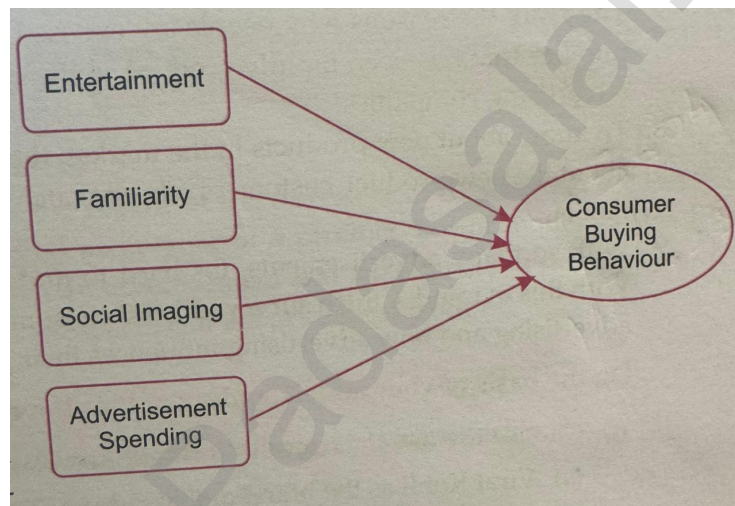 Entertainment
Familiarity
Social Imaging
Advertisement
Spending
Consumer
Buying
Behaviour